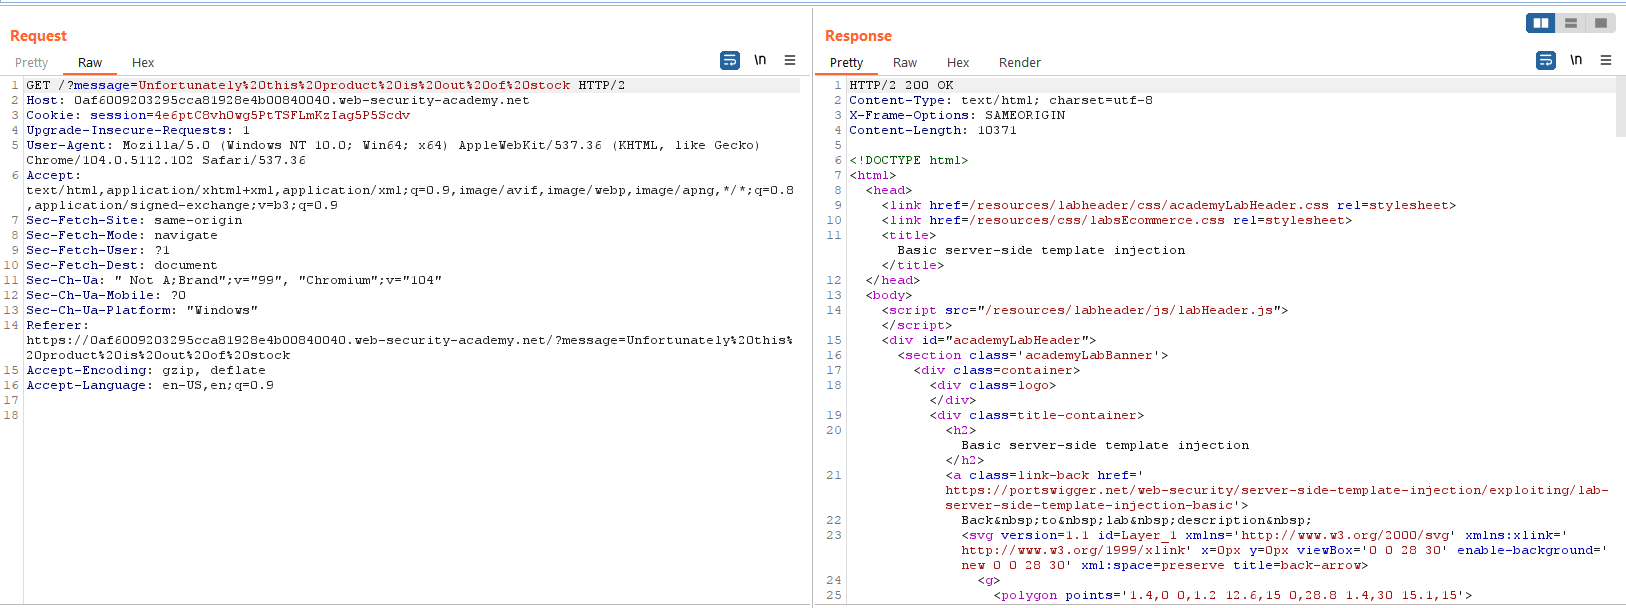 Request
Pretty Raw Hex
\n
1 GET /?message=Unfortunately%20this%20product%20is%20out%20of%20stock HTTP/2
2 Host: 0af6009203295cca81928e4b00840040.web-security-academy.net
3 Cookie: session=4e6ptC8vhOwg5PtTSFLmKzIag5P5Scdv
4 Upgrade-Insecure-Requests: 1
5 User-Agent: Mozilla/5.0 (Windows NT 10.0; Win64; x64) AppleWebKit/537.36 (KHTML, like Gecko)
Chrome/104.0.5112.102 Safari/537.36
6 Accept:
text/html,application/xhtml+xml,application/xml;q=0.9,image/avif,image/webp,image/apng,*/*;q=0.8
,application/signed-exchange;v=b3;q=0.9
7 Sec-Fetch-Site: same-origin
8 Sec-Fetch-Mode: navigate
9 Sec-Fetch-User: ?1
10 Sec-Fetch-Dest: document
11 Sec-Ch-Ua: " Not A;Brand";v="99", "Chromium";v="104"
12 Sec-Ch-Ua-Mobile: ?0
13 Sec-Ch-Ua-Platform: "Windows"
14 Referer:
https://0af6009203295cca81928e4b00840040.web-security-academy.net/?message=Unfortunately%20this%
20product%20is%20out%20of%20stock
15 Accept-Encoding: gzip, deflate
16 Accept-Language: en-US,en;q=0.9
17
18
Response
Pretty Raw Hex Render
\n
1 HTTP/2 200 OK
2 Content-Type: text/html; charset=utf-8
3 X-Frame-Options: SAMEORIGIN
4 Content-Length: 10371
5
6 <!DOCTYPE html>
7 <html>
8 <head>
9 <link href=/resources/labheader/css/academyLabHeader.css rel=stylesheet>
10 <link href=/resources/css/labsEcommerce.css rel=stylesheet>
11 <title>
Basic server-side template injection
</title>
12 </head>
13 <body>
14 <script src="/resources/labheader/js/labHeader.js">
</script>
15 <div id="academyLabHeader">
16 <section class='academyLabBanner'>
17 <div class=container>
18 <div class=logo>
</div>
19 <div class=title-container>
20 <h2>
Basic server-side template injection
</h2>
21 <a class=link-back href='
https://portswigger.net/web-security/server-side-template-injection/exploiting/lab-
server-side-template-injection-basic'>
22 Back&nbsp;to&nbsp;lab&nbsp;description&nbsp;
23 <svg version=1.1 id=Layer_1 xmlns='http://www.w3.org/2000/svg' xmlns:xlink='
http://www.w3.org/1999/xlink' x=0px y=0px viewBox='0 0 28 30' enable-background='
new 0 0 28 30' xml:space=preserve title=back-arrow>
24 <g>
25 <polygon points='1.4,0 0,1.2 12.6,15 0,28.8 1.4,30 15.1,15'>